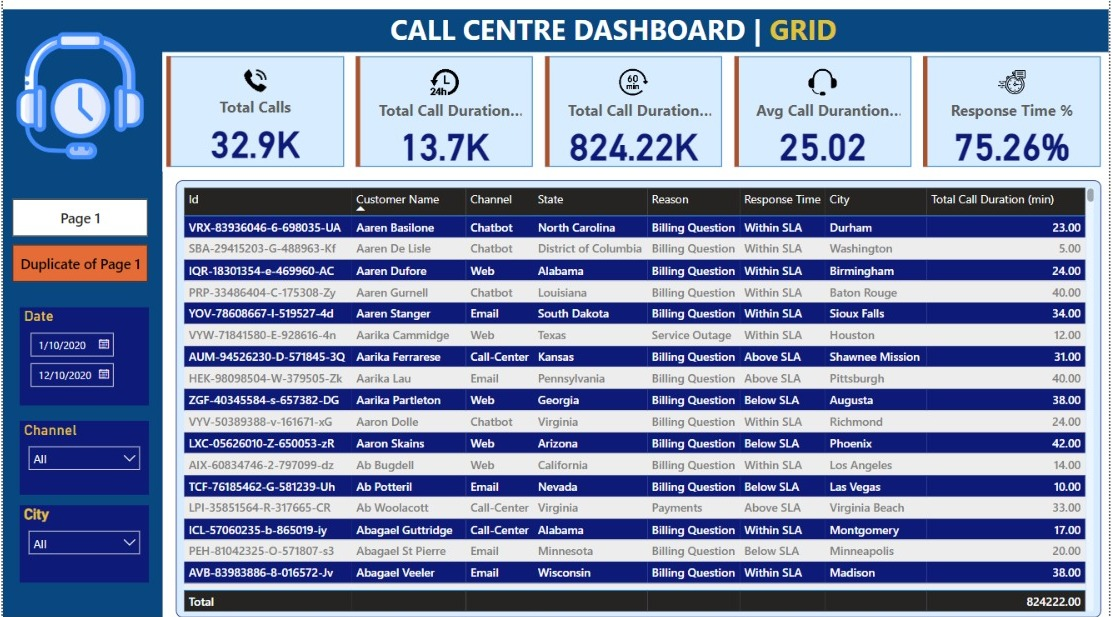 CALL CENTRE DASHBOARD | GRID
24h
60 min
Total Calls
Total Call Duration...
Total Call Duration...
Avg Call Durantion...
Response Time %
32.9K
13.7K
824.22K
25.02
75.26%
Page 1
Duplicate of Page 1
Date
1/10/2020
12/10/2020
Channel
All
City
All
Id Customer Name Channel State Reason Response Time City Total Call Duration (min)
VRX-83936046-6-698035-UA Aaren Basilone Chatbot North Carolina Billing Question Within SLA Durham 23.00
SBA-29415203-G-488963-Kf Aaren De Lisle Chatbot District of Columbia Billing Question Within SLA Washington 5.00
IQR-18301354-e-469960-AC Aaren Dufore Web Alabama Billing Question Within SLA Birmingham 24.00
PRP-33486404-C-175308-Zy Aaren Gurnell Chatbot Louisiana Billing Question Within SLA Baton Rouge 40.00
YOV-78608667-I-519527-4d Aaren Stanger Email South Dakota Billing Question Within SLA Sioux Falls 34.00
VYW-71841580-E-928616-4n Aarika Cammidge Web Texas Service Outage Within SLA Houston 12.00
AUM-94526230-D-571845-3Q Aarika Ferrarese Call-Center Kansas Billing Question Above SLA Shawnee Mission 31.00
HEK-98098504-W-379505-Zk Aarika Lau Email Pennsylvania Billing Question Above SLA Pittsburgh 40.00
ZGF-40345584-s-657382-DG Aarika Partleton Web Georgia Billing Question Below SLA Augusta 38.00
VYV-50389388-v-161671-xG Aaron Dolle Chatbot Virginia Billing Question Within SLA Richmond 24.00
LXC-05626010-Z-650053-zR Aaron Skains Web Arizona Billing Question Below SLA Phoenix 42.00
AIX-60834746-2-797099-dz Ab Bugdell Web California Billing Question Within SLA Los Angeles 14.00
TCF-76185462-G-581239-Uh Ab Potteril Email Nevada Billing Question Below SLA Las Vegas 10.00
LPI-35851564-R-317665-CR Ab Woolacott Call-Center Virginia Payments Above SLA Virginia Beach 33.00
ICL-57060235-b-865019-iy Abagael Guttridge Call-Center Alabama Billing Question Within SLA Montgomery 17.00
PEH-81042325-O-571807-s3 Abagael St Pierre Email Minnesota Billing Question Below SLA Minneapolis 20.00
AVB-83983886-8-016572-Jv Abagael Veeler Email Wisconsin Billing Question Within SLA Madison 38.00
Total 824222.00